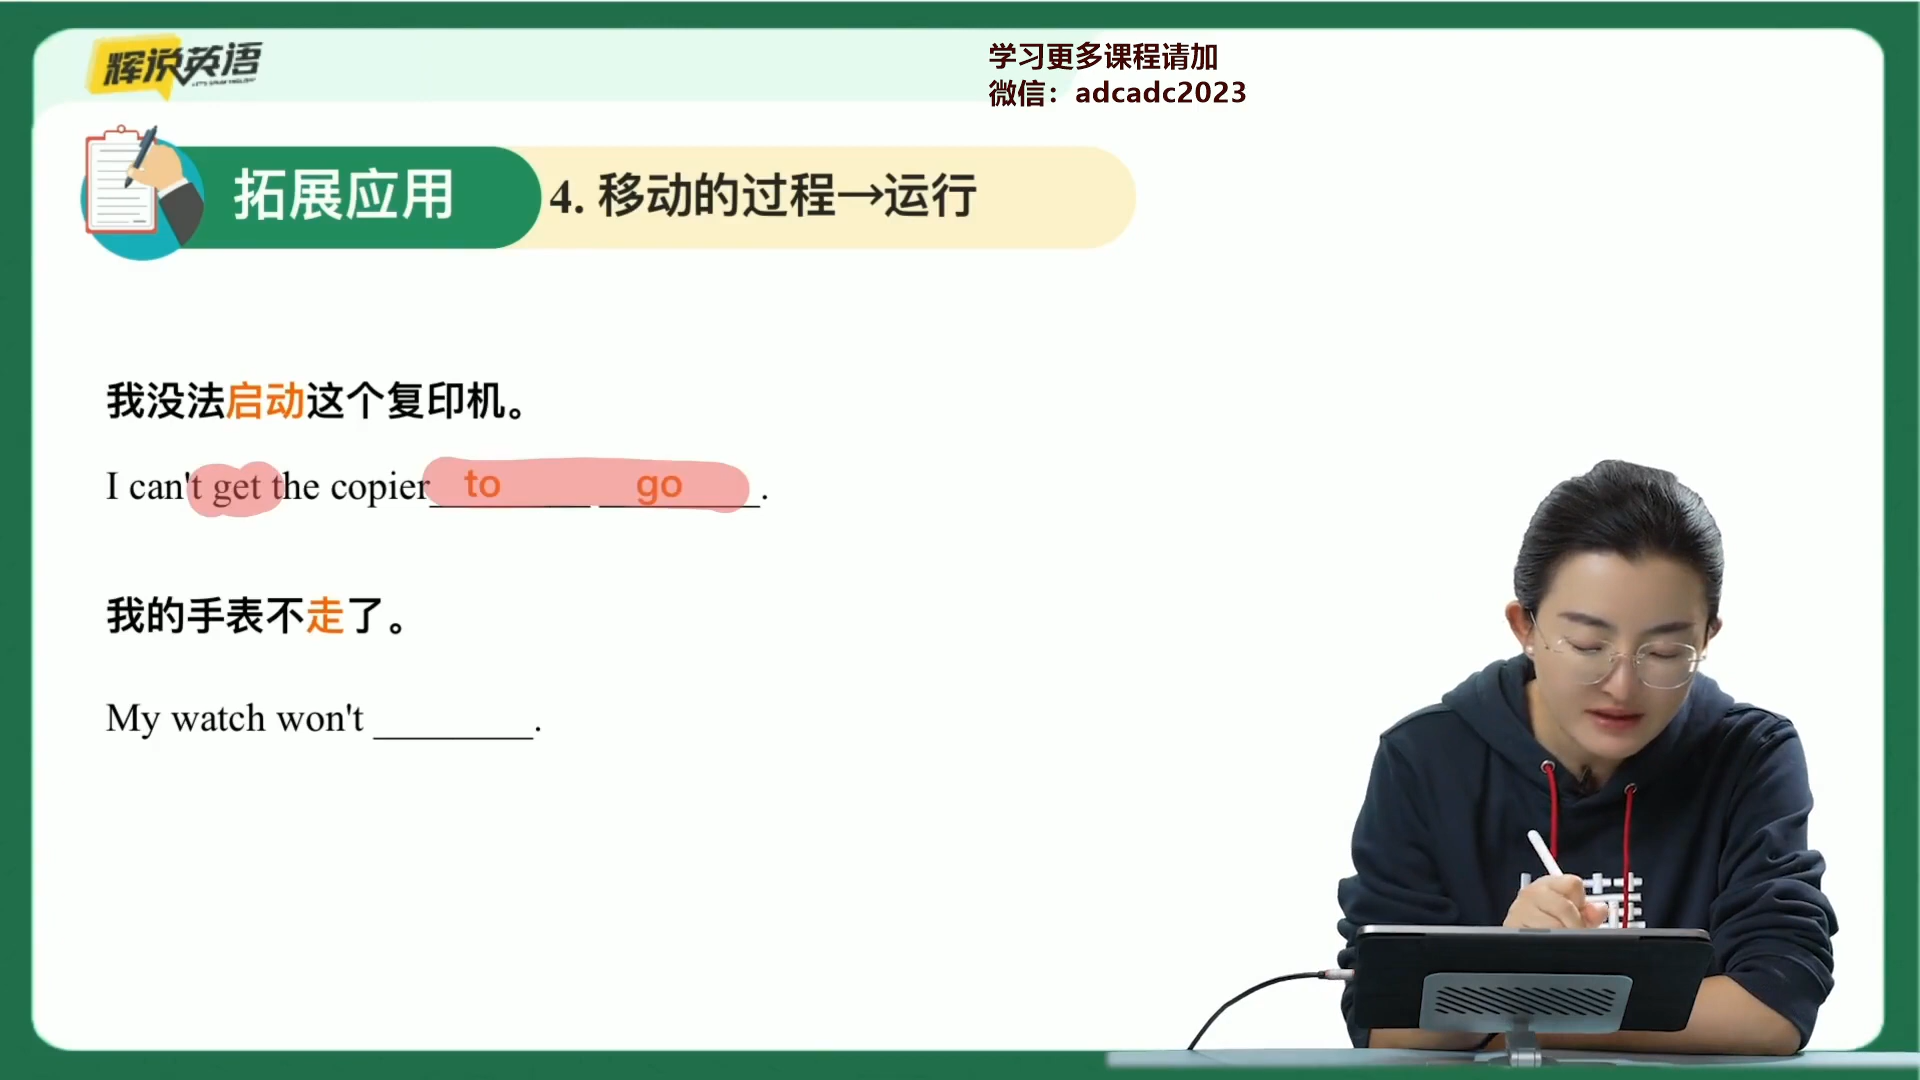 辉说英语
学习更多课程请加
微信：adcadc2023
拓展应用
4. 移动的过程→运行
我没法启动这个复印机。
I can't get the copier to go.
我的手表不走了。
My watch won't ________.